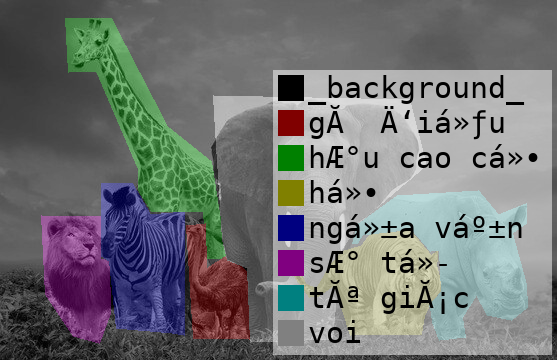 _background_
gĂ Ä‘iá»ƒu
hÆ°u cao cá»•
há»•
ngá»±a váº±n
sÆ° tá»­
tĂª giĂ¡c
voi